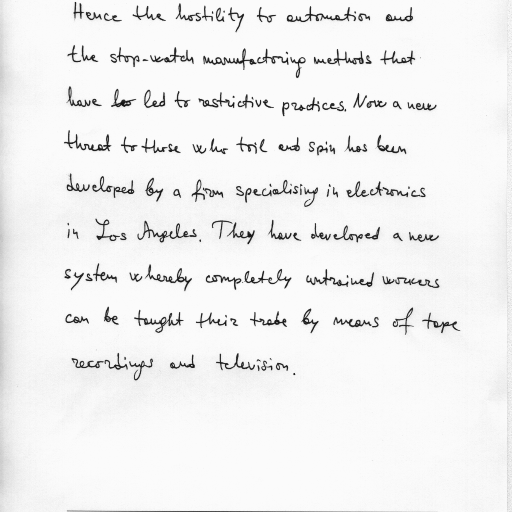 Hence the hostility to automation and
the stop-watch manufactoring methods that
have led to restrictive practices. Now a new
threat to those who toil and spin has been
developed by a firm specialising in electronics
in Los Angeles. They have developed a new
system whereby completely untrained workers
can be taught their trade by means of tape
recordings and television.